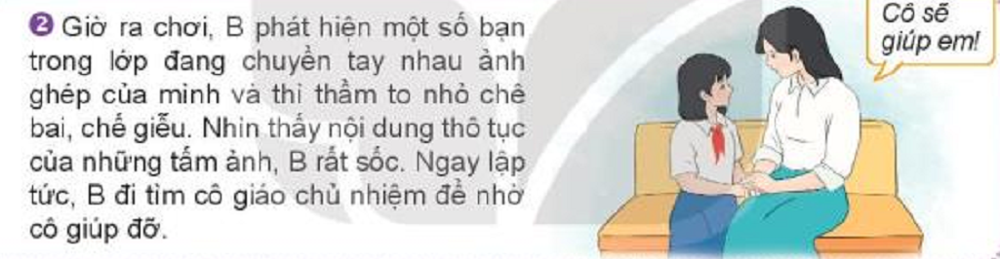 2 Giờ ra chơi, B phát hiện một số bạn
trong lớp đang chuyền tay nhau ảnh
ghép của mình và thì thầm to nhỏ chê
bai, chế giễu. Nhìn thấy nội dung thô tục
của những tấm ảnh, B rất sốc. Ngay lập
tức, B đi tìm cô giáo chủ nhiệm để nhờ
cô giúp đỡ.
Cô sẽ
giúp em!